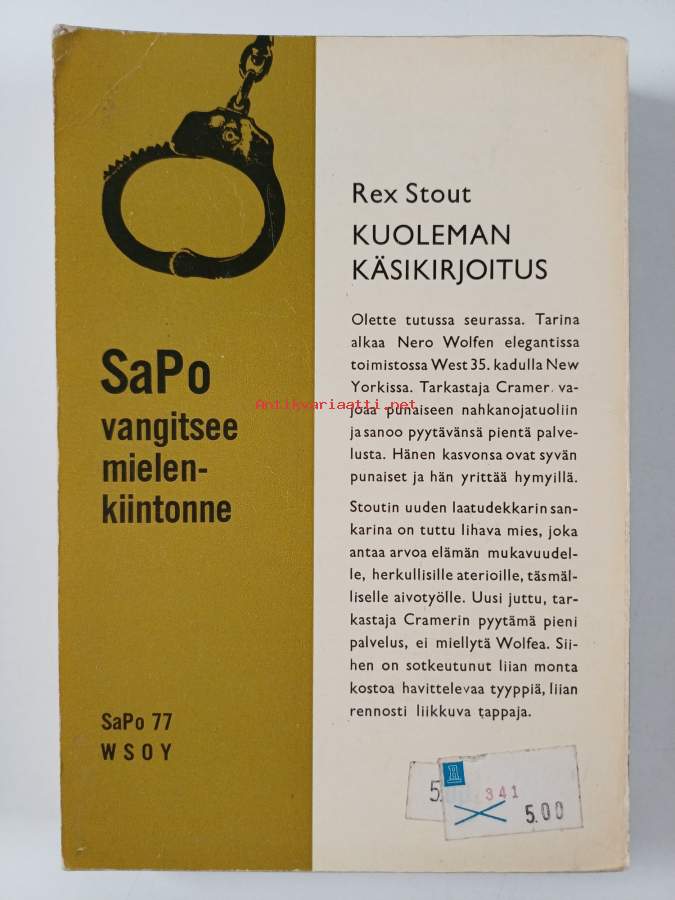 SaPo
vangitsee
mielen-
kiintonne
SaPo 77
WSOY
Rex Stout
KUOLEMAN
KÄSIKIRJOITUS
Olette tutussa seurassa. Tarina
alkaa Nero Wolfen elegantissa
toimistossa West 35. kadulla New
Yorkissa. Tarkastaja Cramer va-
joaa punaiseen nahkanojatuoliin
ja sanoo pyytävänsä pientä palve-
lusta. Hänen kasvonsa ovat syvän
punaiset ja hän yrittää hymyillä.
Stoutin uuden laatudekkarin san-
karina on tuttu lihava mies, joka
antaa arvoa elämän mukavuudel-
le, herkullisille aterioille, täsmäl-
liselle aivotyölle. Uusi juttu, tar-
kastaja Cramerin pyytämä pieni
palvelus, ei miellytä Wolfea. Sii-
hen on sotkeutunut liian monta
kostoa havittelevaa tyyppiä, liian
rennosti liikkuva tappaja.
341
5.00
Antikvariaatti.net